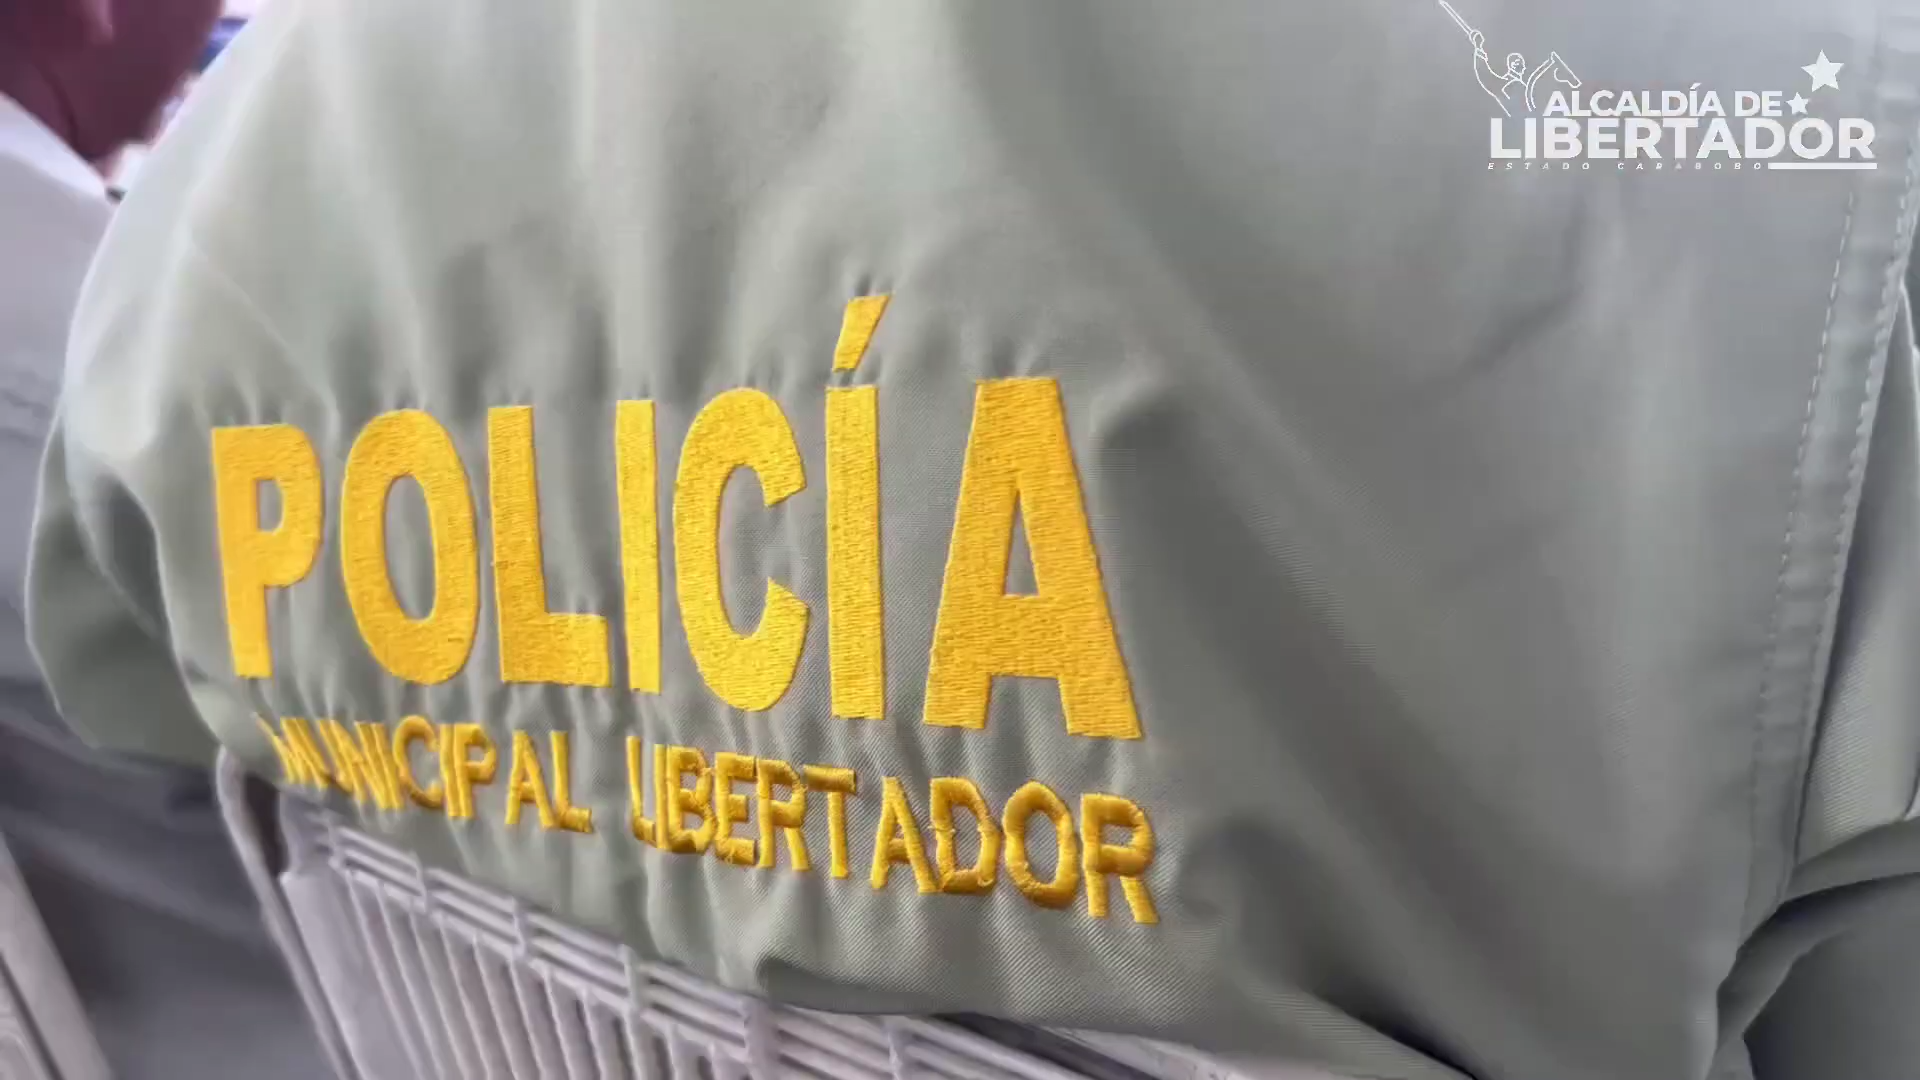 ALCALDÍA DE
LIBERTADOR
ESTADO CARABOBO
POLICÍA
MUNICIPAL LIBERTADOR